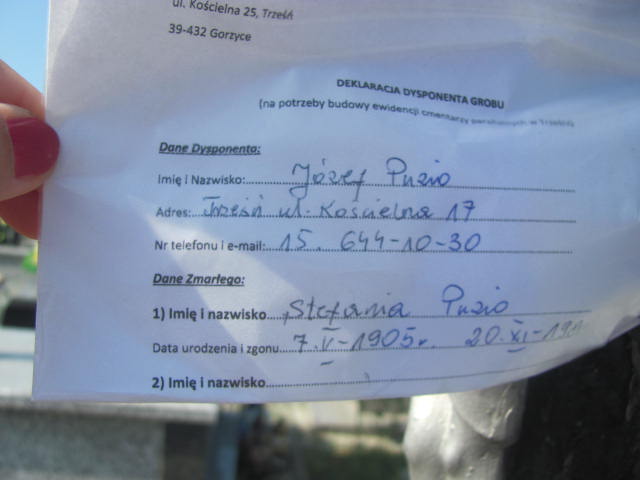 ul. Kościelna 25, Trześń
39-432 Gorzyce
DEKLARACJA DYSPONENTA GROBU
(na potrzeby budowy ewidencji cmentarzy parafialnych w Trześni)
Dane Dysponenta:
Imię i Nazwisko: Józef Puzio
Adres: Trześń ul. Kościelna 17
Nr telefonu i e-mail: 15. 644-10-30
Dane Zmarłego:
1) Imię i nazwisko Stefania Puzio
Data urodzenia i zgonu 7.V-1905r. 20.XI-19
2) Imię i nazwisko